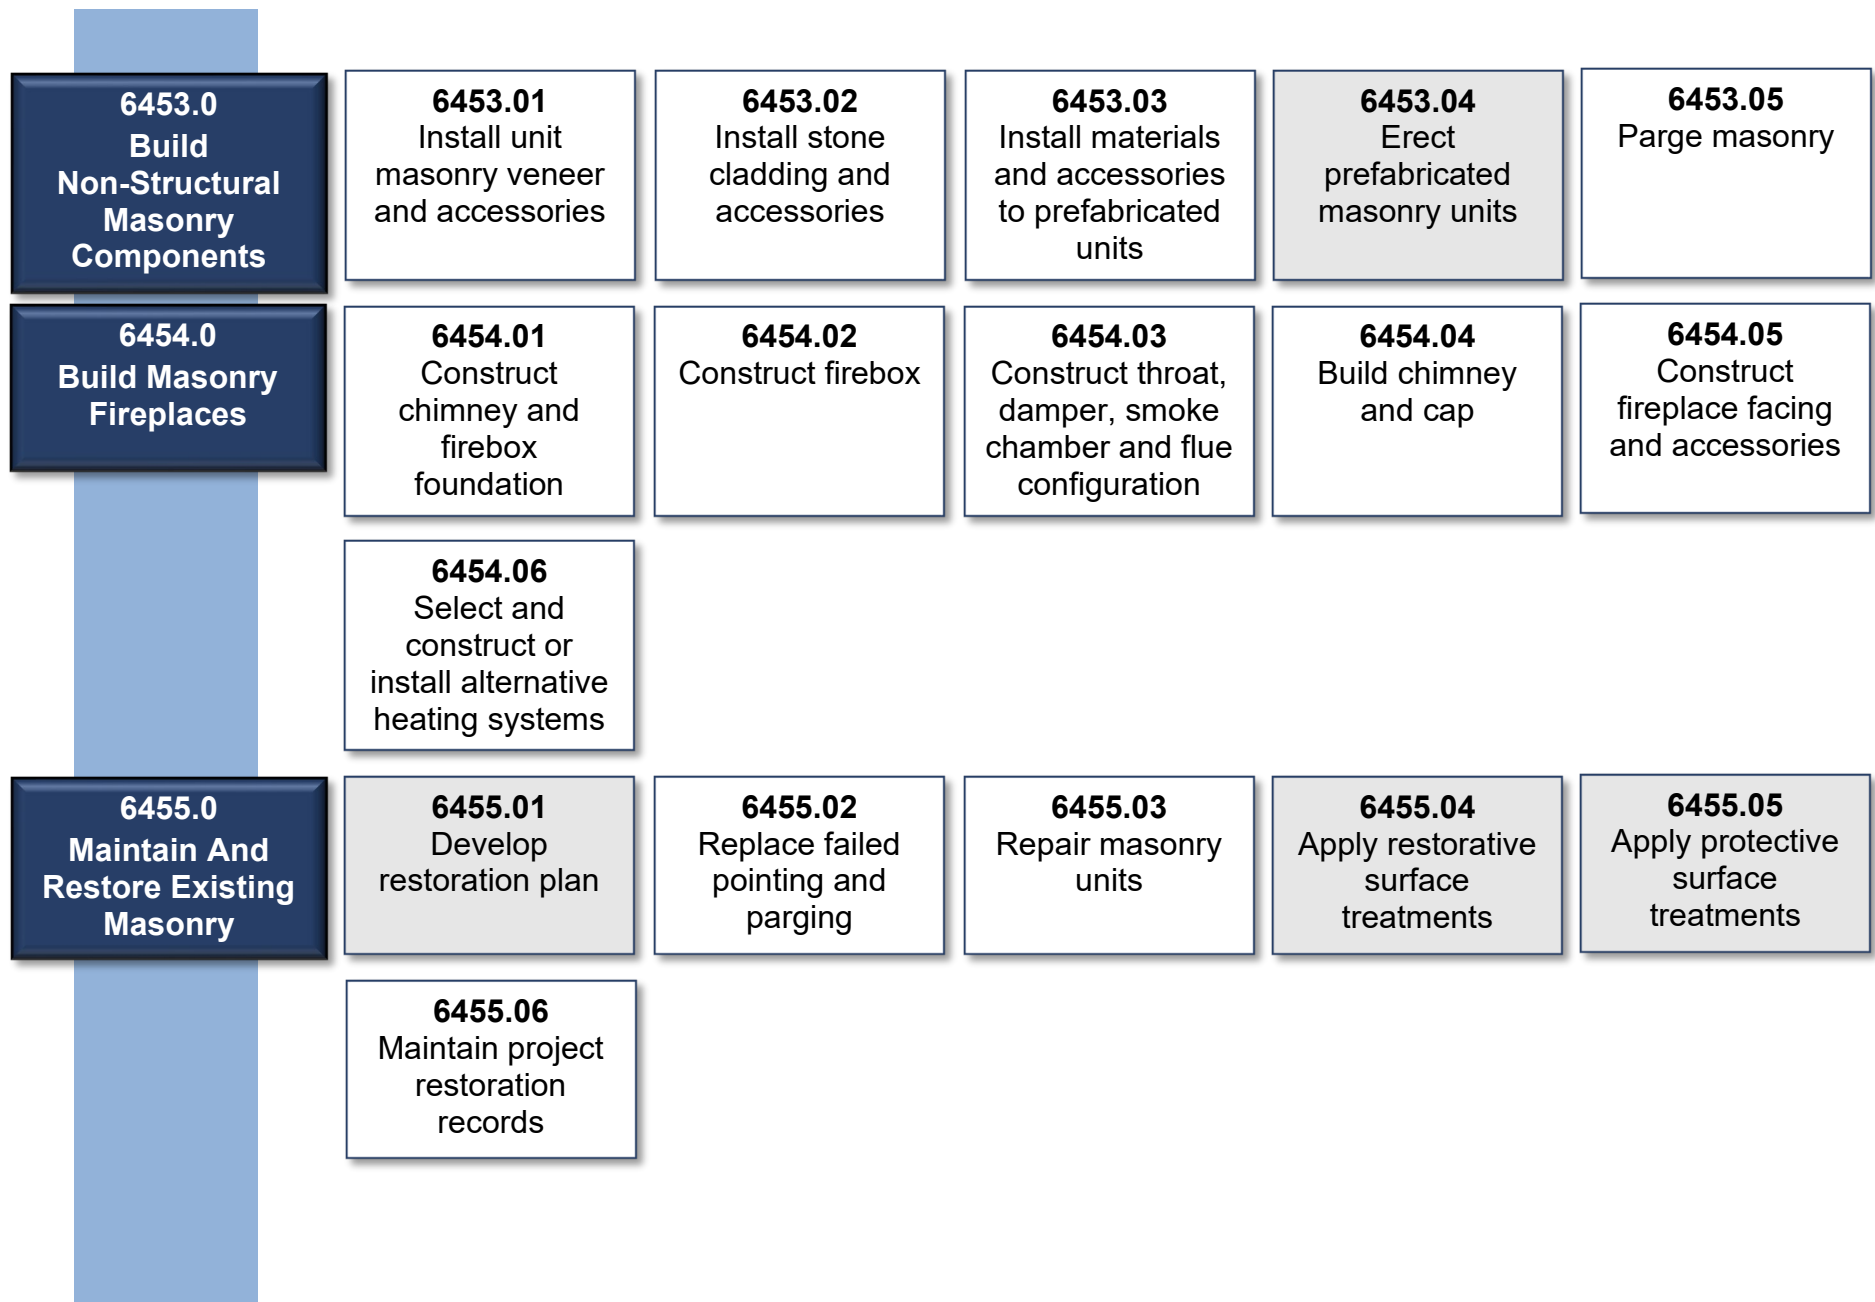 6453.0
Build
Non-Structural
Masonry
Components
6453.01
Install unit
masonry veneer
and accessories
6453.02
Install stone
cladding and
accessories
6453.03
Install materials
and accessories
to prefabricated
units
6453.04
Erect
prefabricated
masonry units
6453.05
Parge masonry
6454.0
Build Masonry
Fireplaces
6454.01
Construct
chimney and
firebox
foundation
6454.02
Construct firebox
6454.03
Construct throat,
damper, smoke
chamber and flue
configuration
6454.04
Build chimney
and cap
6454.05
Construct
fireplace facing
and accessories
6454.06
Select and
construct or
install alternative
heating systems
6455.0
Maintain And
Restore Existing
Masonry
6455.01
Develop
restoration plan
6455.02
Replace failed
pointing and
parging
6455.03
Repair masonry
units
6455.04
Apply restorative
surface
treatments
6455.05
Apply protective
surface
treatments
6455.06
Maintain project
restoration
records